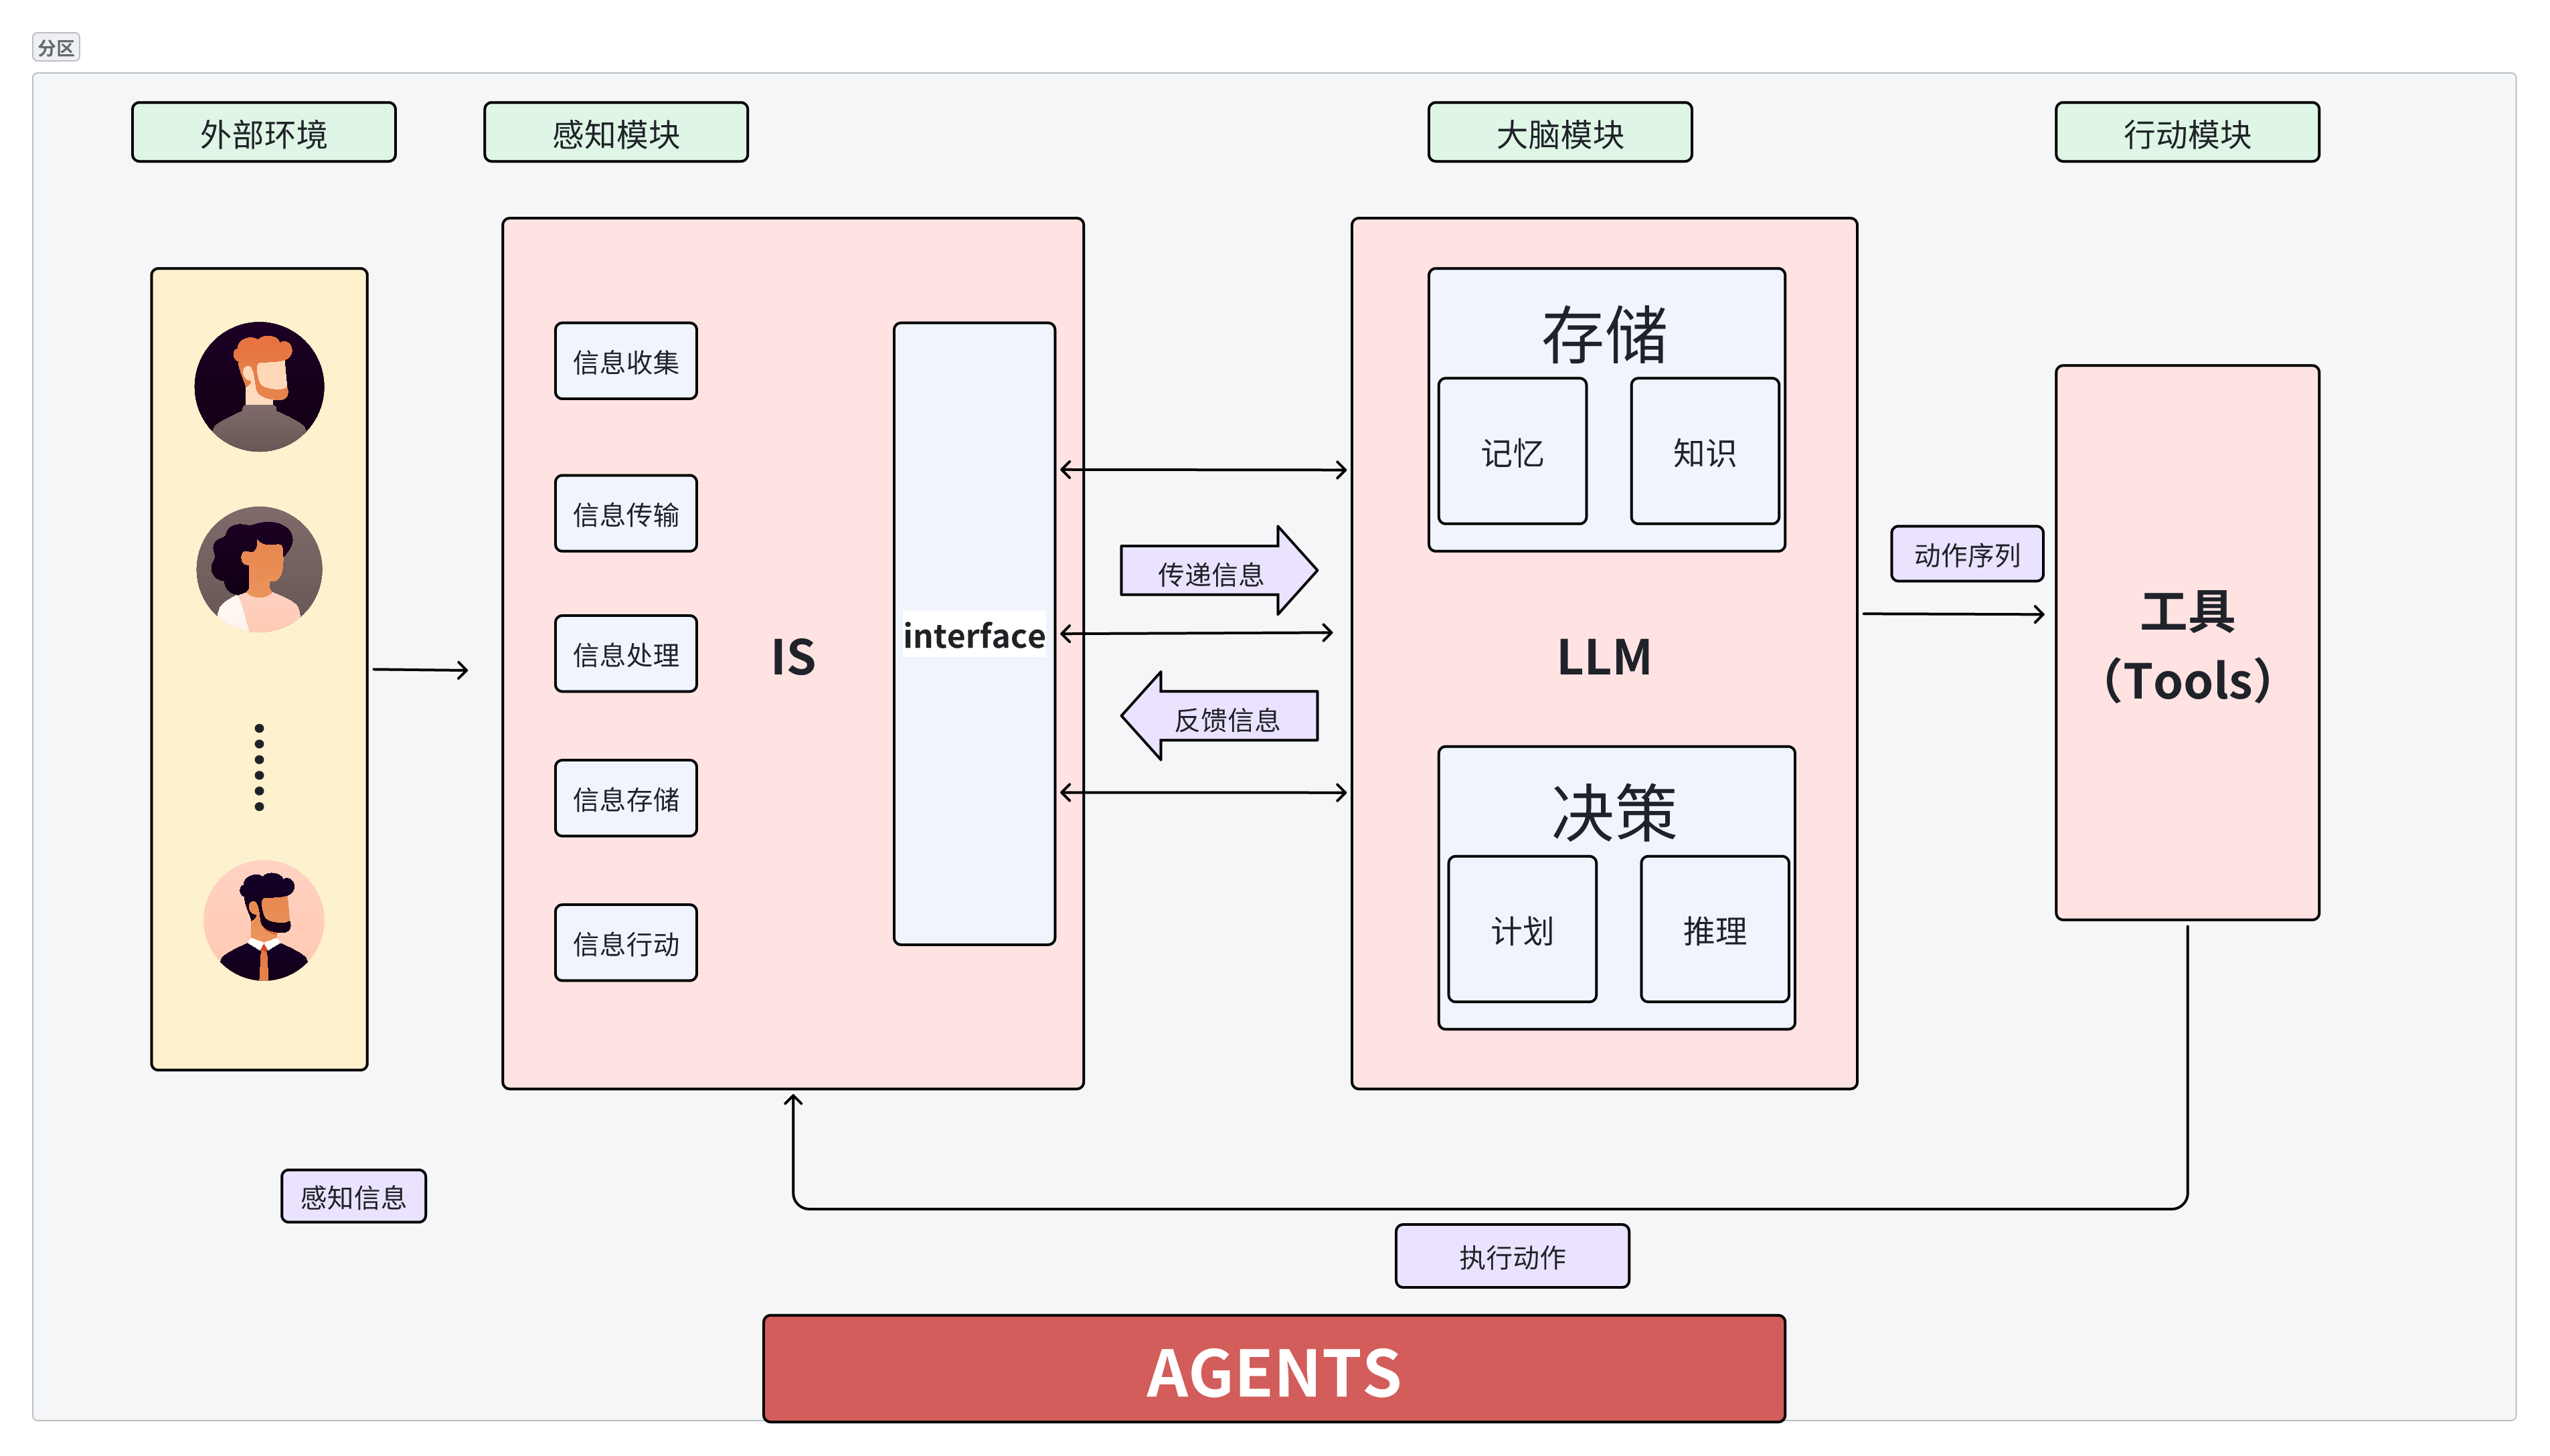 分区
外部环境
感知模块
大脑模块
行动模块
信息收集
信息传输
信息处理
信息存储
信息行动
IS
interface
传递信息
反馈信息
存储
记忆
知识
LLM
决策
计划
推理
动作序列
工具
（Tools）
感知信息
执行动作
AGENTS